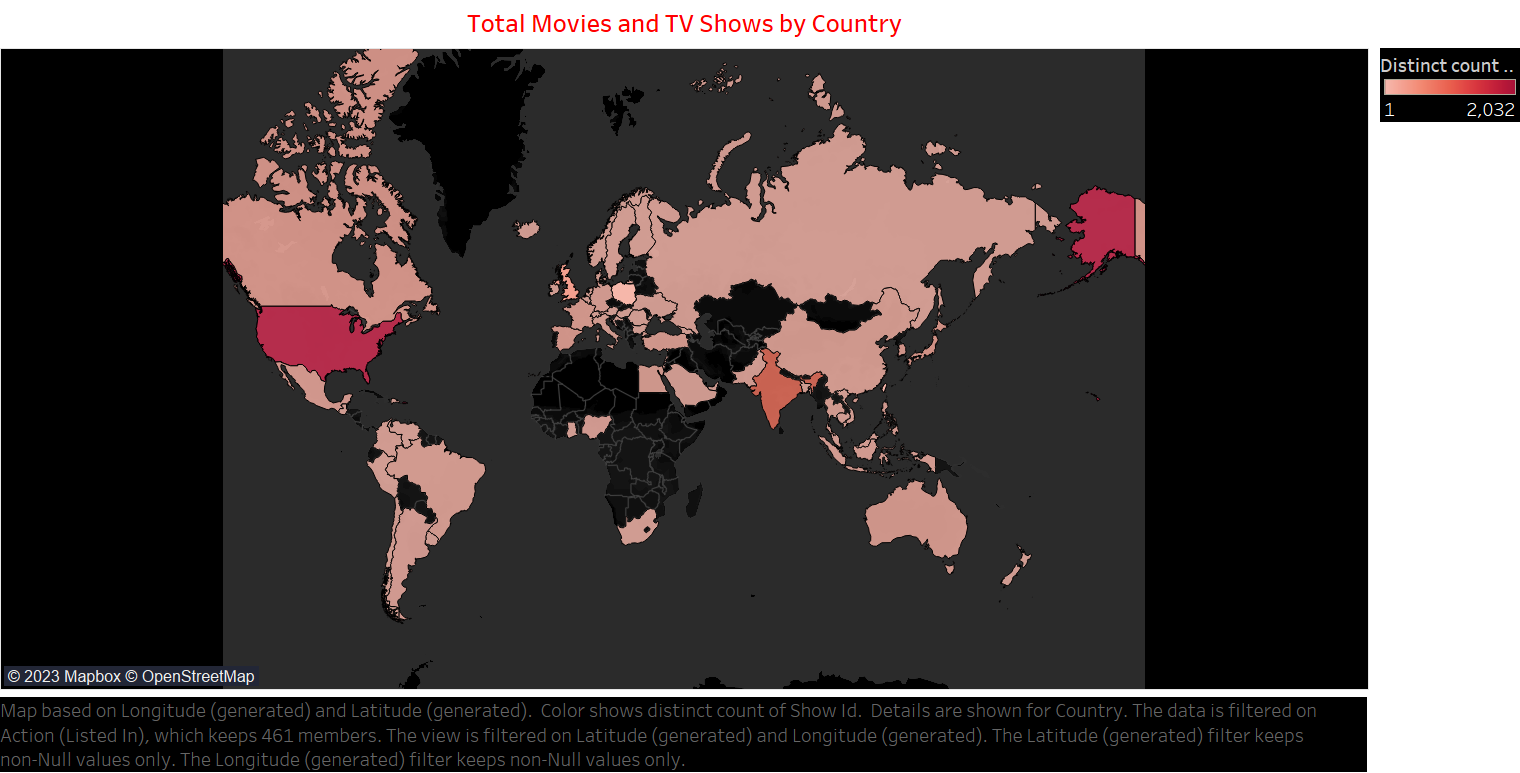 Total Movies and TV Shows by Country
Distinct count ..
1 2,032
© 2023 Mapbox © OpenStreetMap
Map based on Longitude (generated) and Latitude (generated).  Color shows distinct count of Show Id.  Details are shown for Country. The data is filtered on
Action (Listed In), which keeps 461 members. The view is filtered on Latitude (generated) and Longitude (generated). The Latitude (generated) filter keeps
non-Null values only. The Longitude (generated) filter keeps non-Null values only.